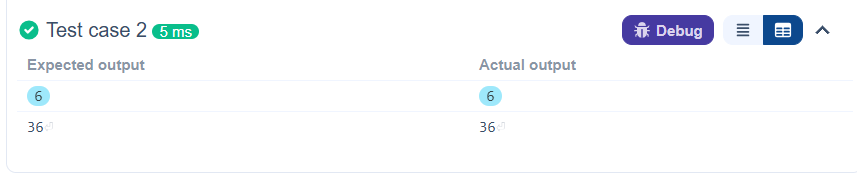 Test case 2 5 ms Debug
Expected output Actual output
6 6
36 36